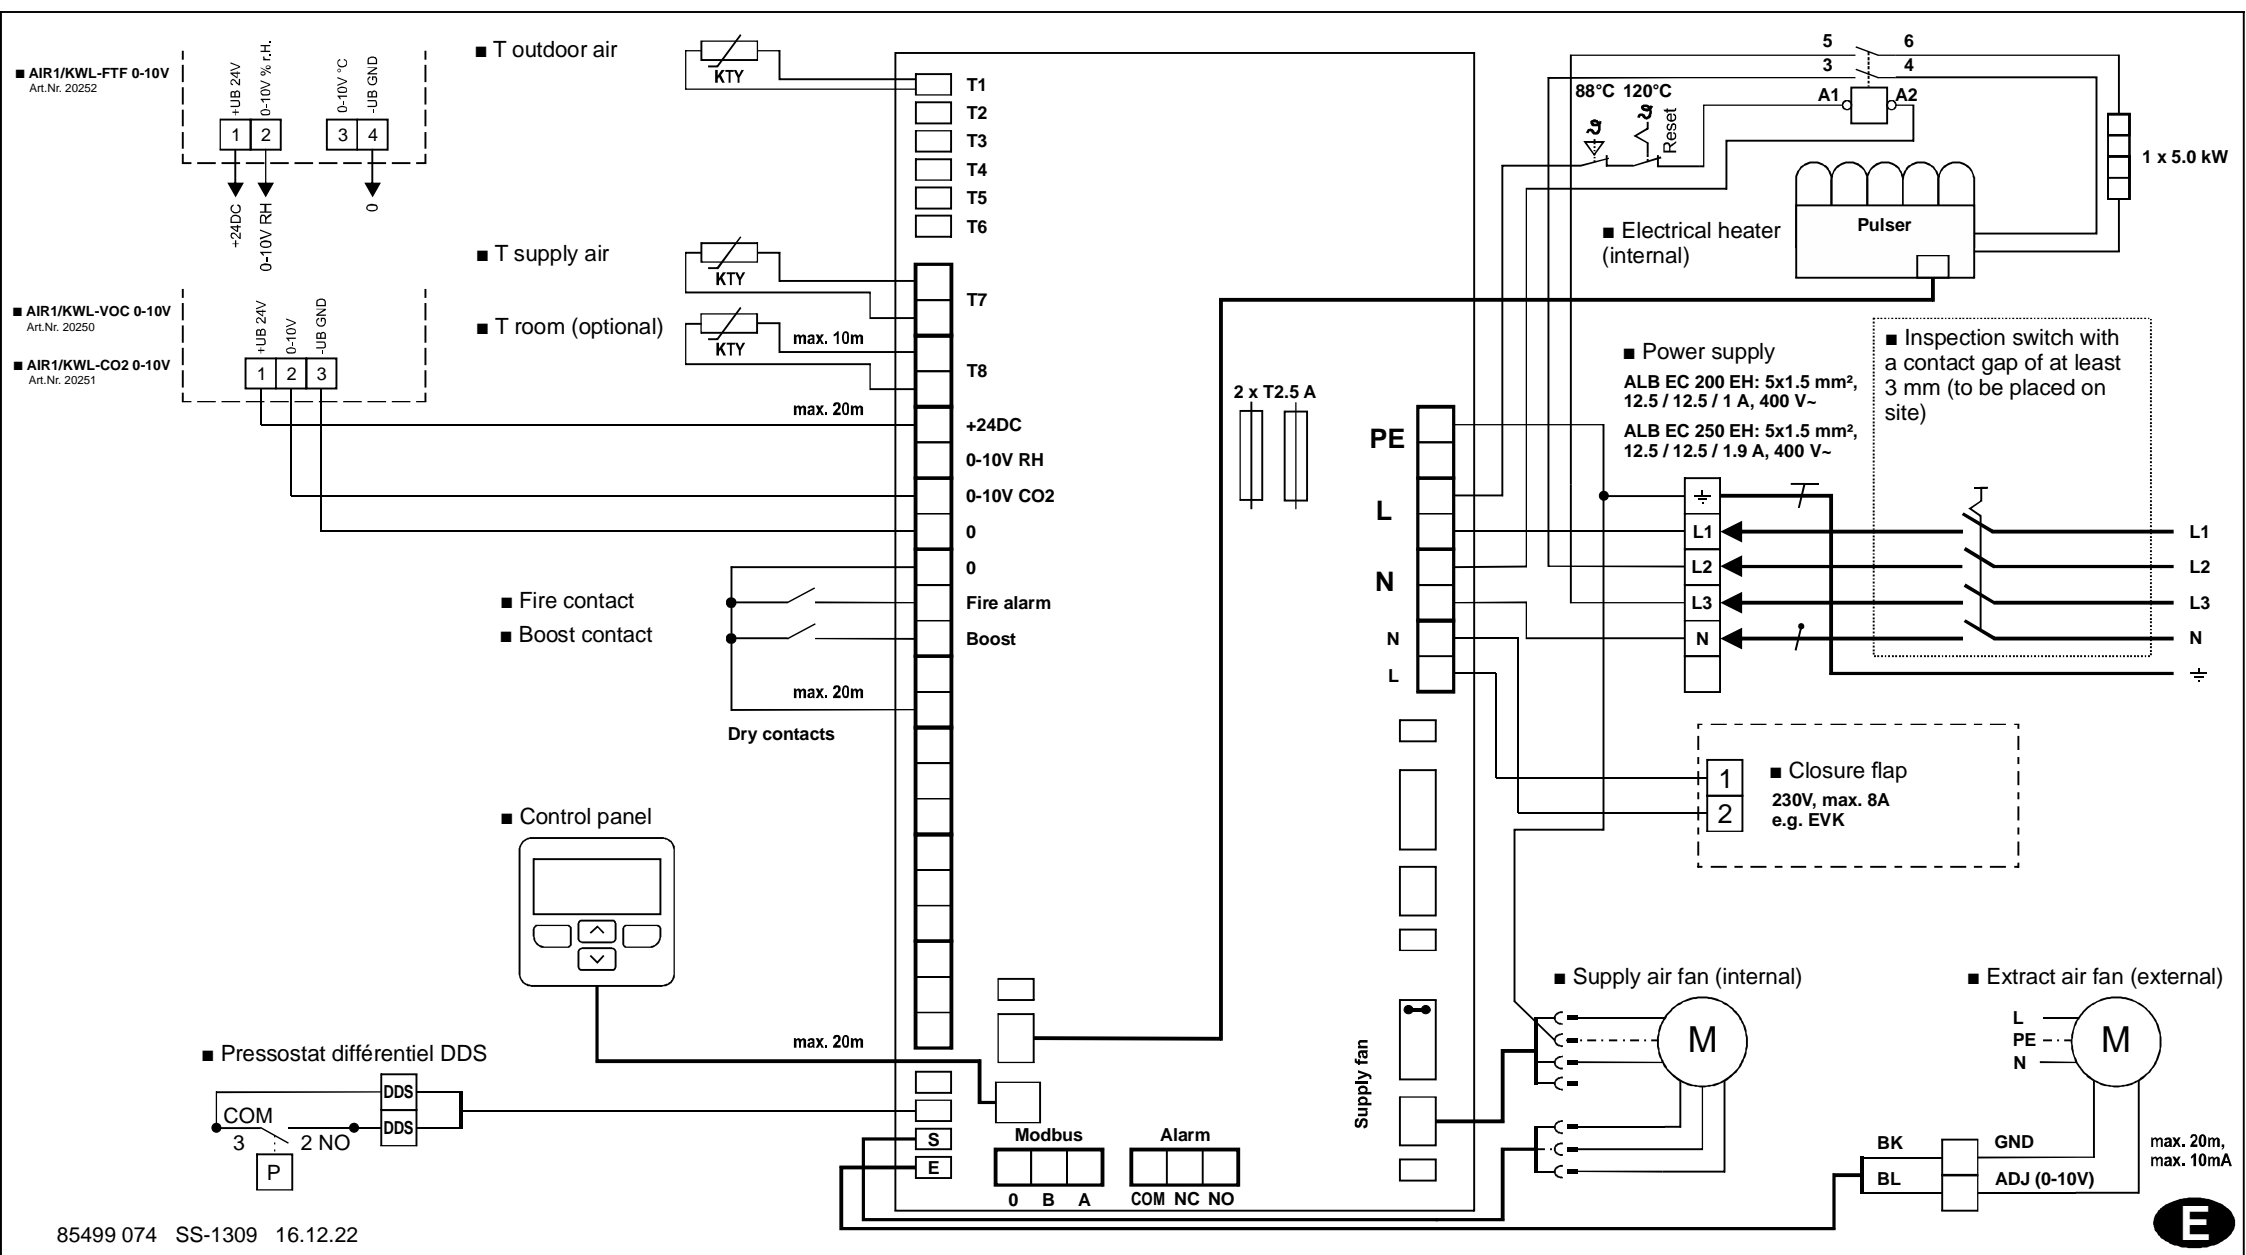 ■ AIR1/KWL-FTF 0-10V
Art.Nr. 20252
+UB 24V
0-10V % r.H.
0-10V °C
-UB GND
1
2
3
4
+24DC
0-10V RH
0
■ AIR1/KWL-VOC 0-10V
Art.Nr. 20250
■ AIR1/KWL-CO2 0-10V
Art.Nr. 20251
+UB 24V
0-10V
-UB GND
1
2
3
■ T outdoor air
KTY
■ T supply air
KTY
■ T room (optional)
KTY
max. 10m
max. 20m
T1
T2
T3
T4
T5
T6
T7
T8
+24DC
0-10V RH
0-10V CO2
0
0
Fire alarm
Boost
■ Fire contact
■ Boost contact
max. 20m
Dry contacts
■ Control panel
max. 20m
■ Pressostat différentiel DDS
DDS
DDS
COM
3
2 NO
P
S
E
Modbus
0 B A
Alarm
COM NC NO
2 x T2.5 A
PE
L
N
N
L
Supply fan
5
6
3
4
88°C
120°C
ϑ
ϑ
Reset
A1
A2
1 x 5.0 kW
Pulser
■ Electrical heater
(internal)
■ Power supply
ALB EC 200 EH: 5x1.5 mm²,
12.5 / 12.5 / 1 A, 400 V~
ALB EC 250 EH: 5x1.5 mm²,
12.5 / 12.5 / 1.9 A, 400 V~
■ Inspection switch with
a contact gap of at least
3 mm (to be placed on
site)
L1
L2
L3
N
L1
L2
L3
N
■ Closure flap
230V, max. 8A
e.g. EVK
1
2
■ Supply air fan (internal)
M
■ Extract air fan (external)
L
PE
N
M
BK
BL
GND
ADJ (0-10V)
max. 20m,
max. 10mA
85499 074 SS-1309 16.12.22
E